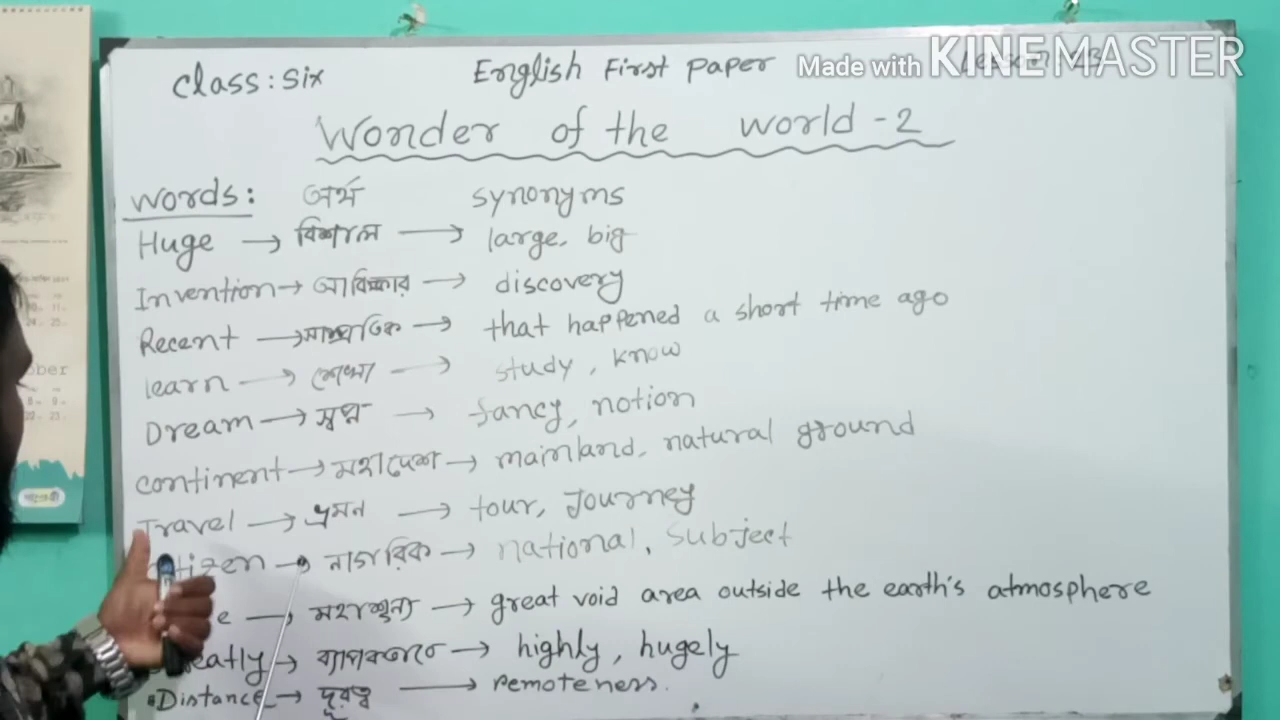 Class: Six English First Paper Made with KINEMASTER
Wonder of the world - 2
Words: অর্থ synonyms
Huge → বিশাল → large, big
Invention → আবিষ্কার → discovery
Recent → সাম্প্রতিক → that happened a short time ago
learn → শেখা → study, know
Dream → স্বপ্ন → fancy, notion
Continent → মহাদেশ → mainland, natural ground
Travel → ভ্রমন → tour, Journey
tizen → নাগরিক → national, subject
e → মহাশূন্য → great void area outside the earth's atmosphere
eatly → ব্যাপকভাবে → highly, hugely
Distance → দূরত্ব → remoteness.